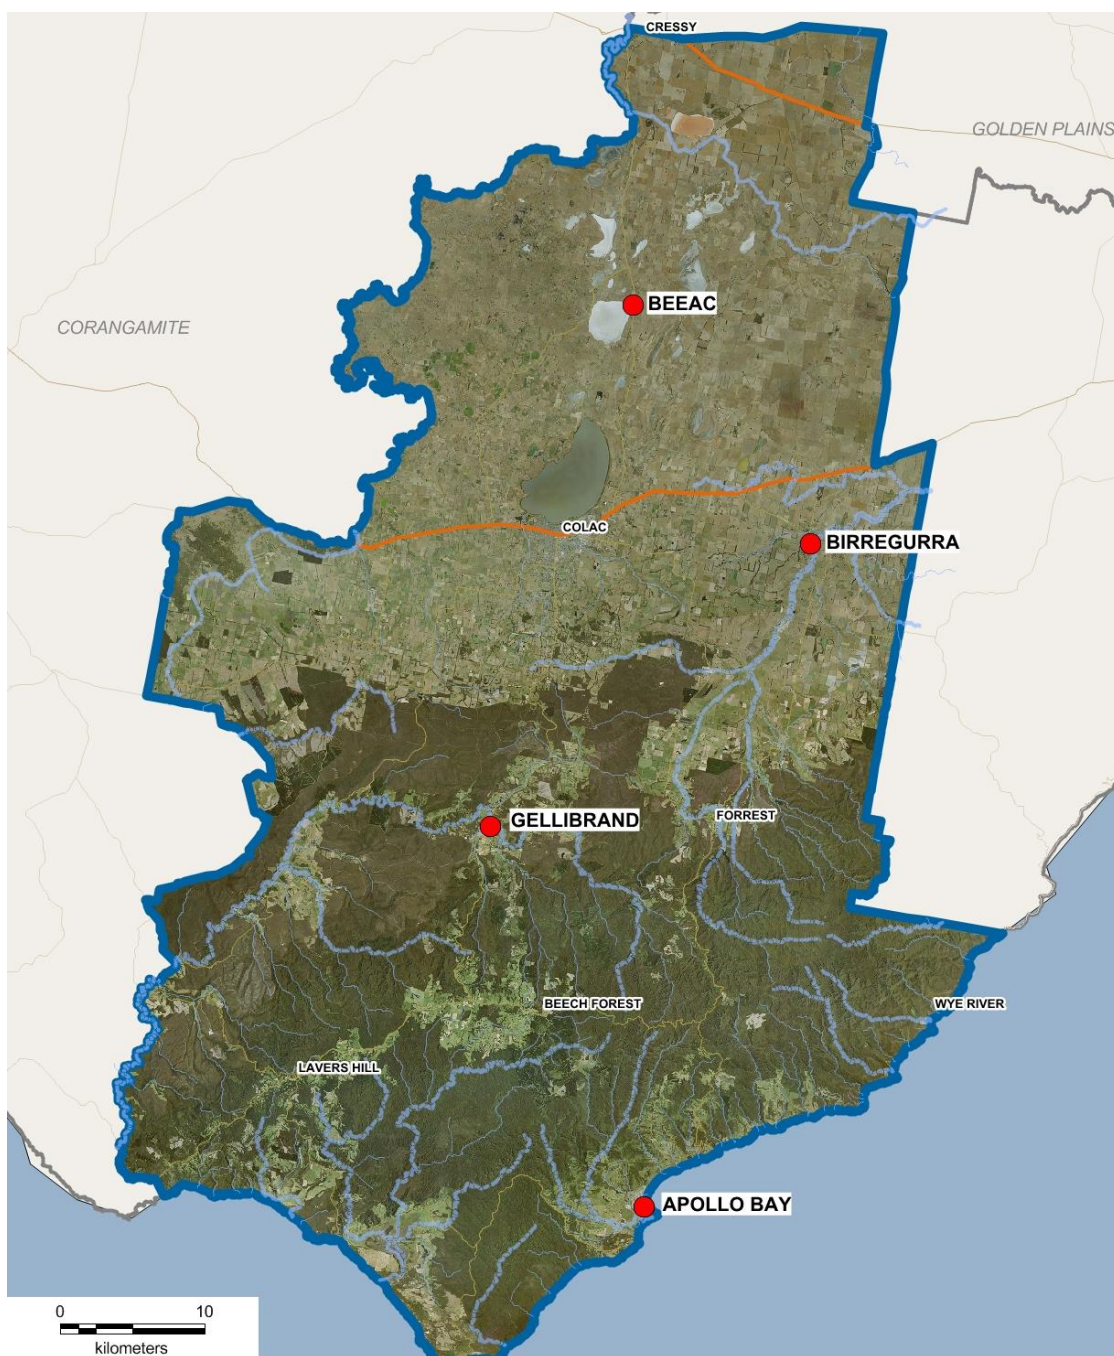 CRESSY
GOLDEN PLAINS
BEEAC
CORANGAMITE
COLAC
BIRREGURRA
GELLIBRAND
FORREST
BEECH FOREST
WYE RIVER
LAVERS HILL
APOLLO BAY
0 10
kilometers